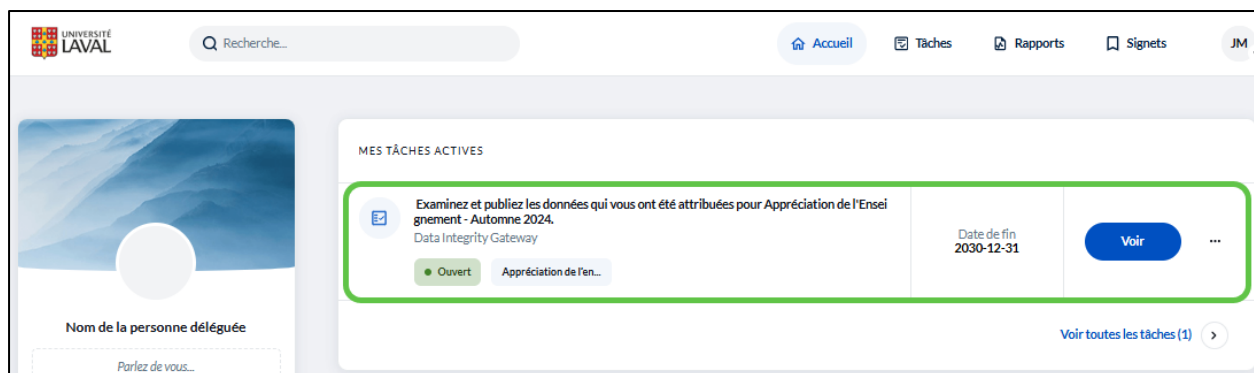 UNIVERSITÉ
LAVAL
Recherche...
Accueil
Tâches
Rapports
Signets
JM
MES TÂCHES ACTIVES
Examinez et publiez les données qui vous ont été attribuées pour Appréciation de l'Ensei
gnement - Automne 2024.
Data Integrity Gateway
Ouvert
Appréciation de l'en...
Date de fin
2030-12-31
Voir
...
Voir toutes les tâches (1)
Nom de la personne déléguée
Parlez de vous...